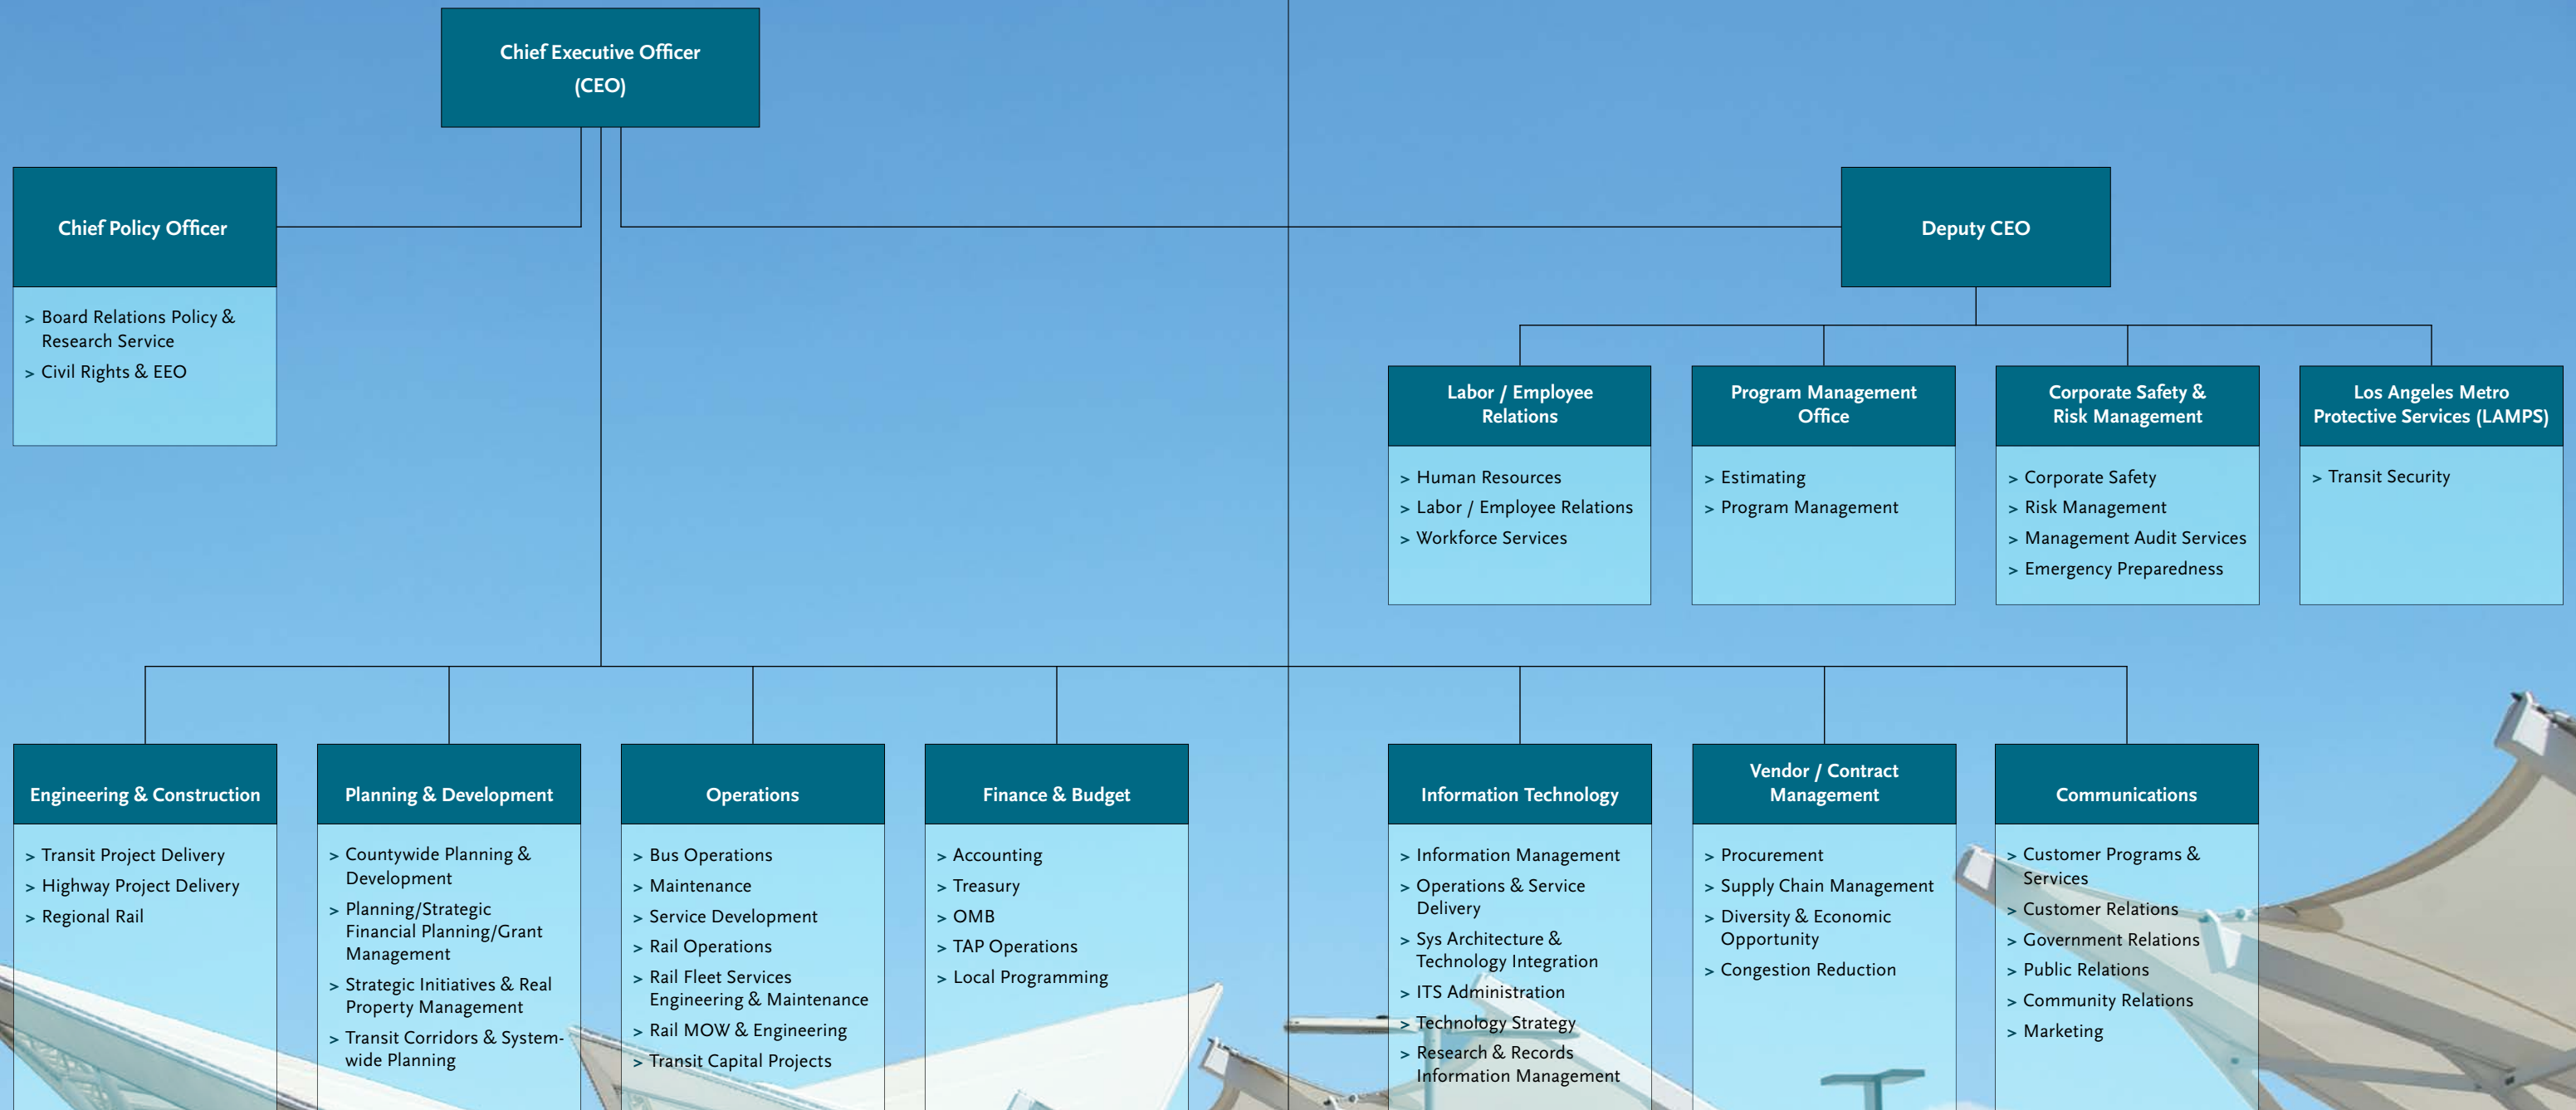 Chief Executive Officer
(CEO)
Chief Policy Officer
> Board Relations Policy &
Research Service
> Civil Rights & EEO
Deputy CEO
Labor / Employee
Relations
> Human Resources
> Labor / Employee Relations
> Workforce Services
Program Management
Office
> Estimating
> Program Management
Corporate Safety &
Risk Management
> Corporate Safety
> Risk Management
> Management Audit Services
> Emergency Preparedness
Los Angeles Metro
Protective Services (LAMPS)
> Transit Security
Engineering & Construction
> Transit Project Delivery
> Highway Project Delivery
> Regional Rail
Planning & Development
> Countywide Planning &
Development
> Planning/Strategic
Financial Planning/Grant
Management
> Strategic Initiatives & Real
Property Management
> Transit Corridors & System-
wide Planning
Operations
> Bus Operations
> Maintenance
> Service Development
> Rail Operations
> Rail Fleet Services
Engineering & Maintenance
> Rail MOW & Engineering
> Transit Capital Projects
Finance & Budget
> Accounting
> Treasury
> OMB
> TAP Operations
> Local Programming
Information Technology
> Information Management
> Operations & Service
Delivery
> Sys Architecture &
Technology Integration
> ITS Administration
> Technology Strategy
> Research & Records
Information Management
Vendor / Contract
Management
> Procurement
> Supply Chain Management
> Diversity & Economic
Opportunity
> Congestion Reduction
Communications
> Customer Programs &
Services
> Customer Relations
> Government Relations
> Public Relations
> Community Relations
> Marketing